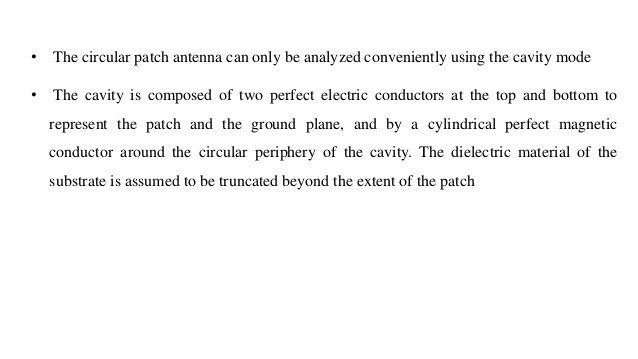 • The circular patch antenna can only be analyzed conveniently using the cavity mode
• The cavity is composed of two perfect electric conductors at the top and bottom to
represent the patch and the ground plane, and by a cylindrical perfect magnetic
conductor around the circular periphery of the cavity. The dielectric material of the
substrate is assumed to be truncated beyond the extent of the patch